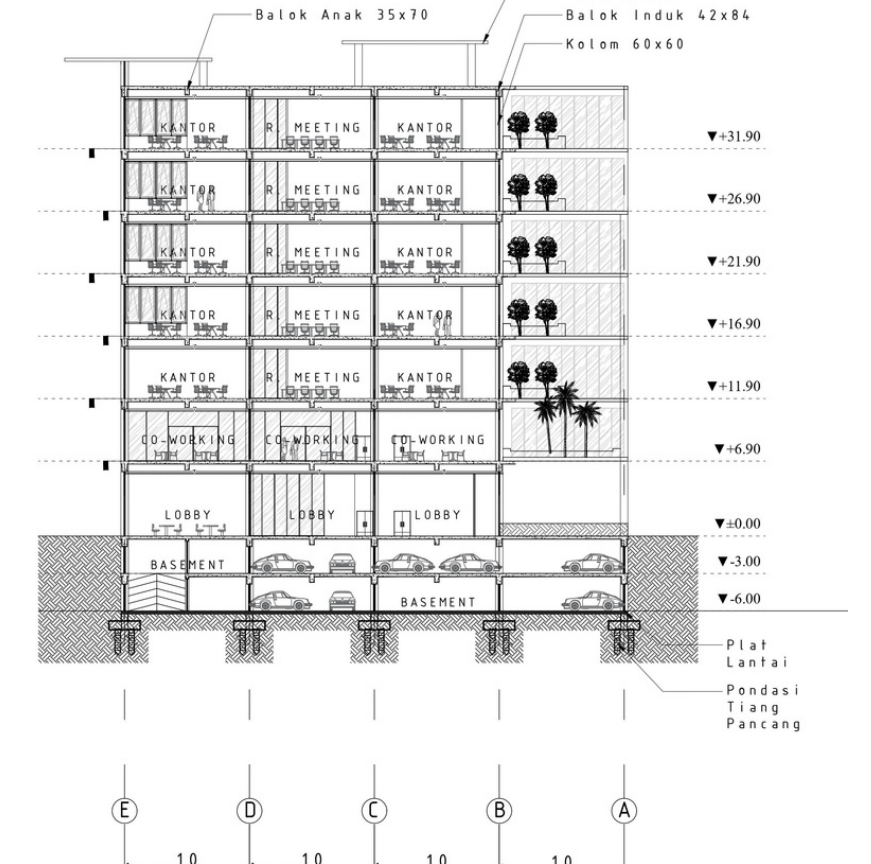 Balok Anak 35x70
Balok Induk 42x84
Kolom 60x60
KANTOR R. MEETING KANTOR
▼+31.90
KANTOR R. MEETING KANTOR
▼+26.90
KANTOR R. MEETING KANTOR
▼+21.90
KANTOR R. MEETING KANTOR
▼+16.90
KANTOR R. MEETING KANTOR
▼+11.90
CO-WORKING CO-WORKING CO-WORKING
▼+6.90
LOBBY LOBBY LOBBY
▼±0.00
BASEMENT
▼-3.00
BASEMENT
▼-6.00
Plat
Lantai
Pondasi
Tiang
Pancang
E D C B A
10 10 10 10